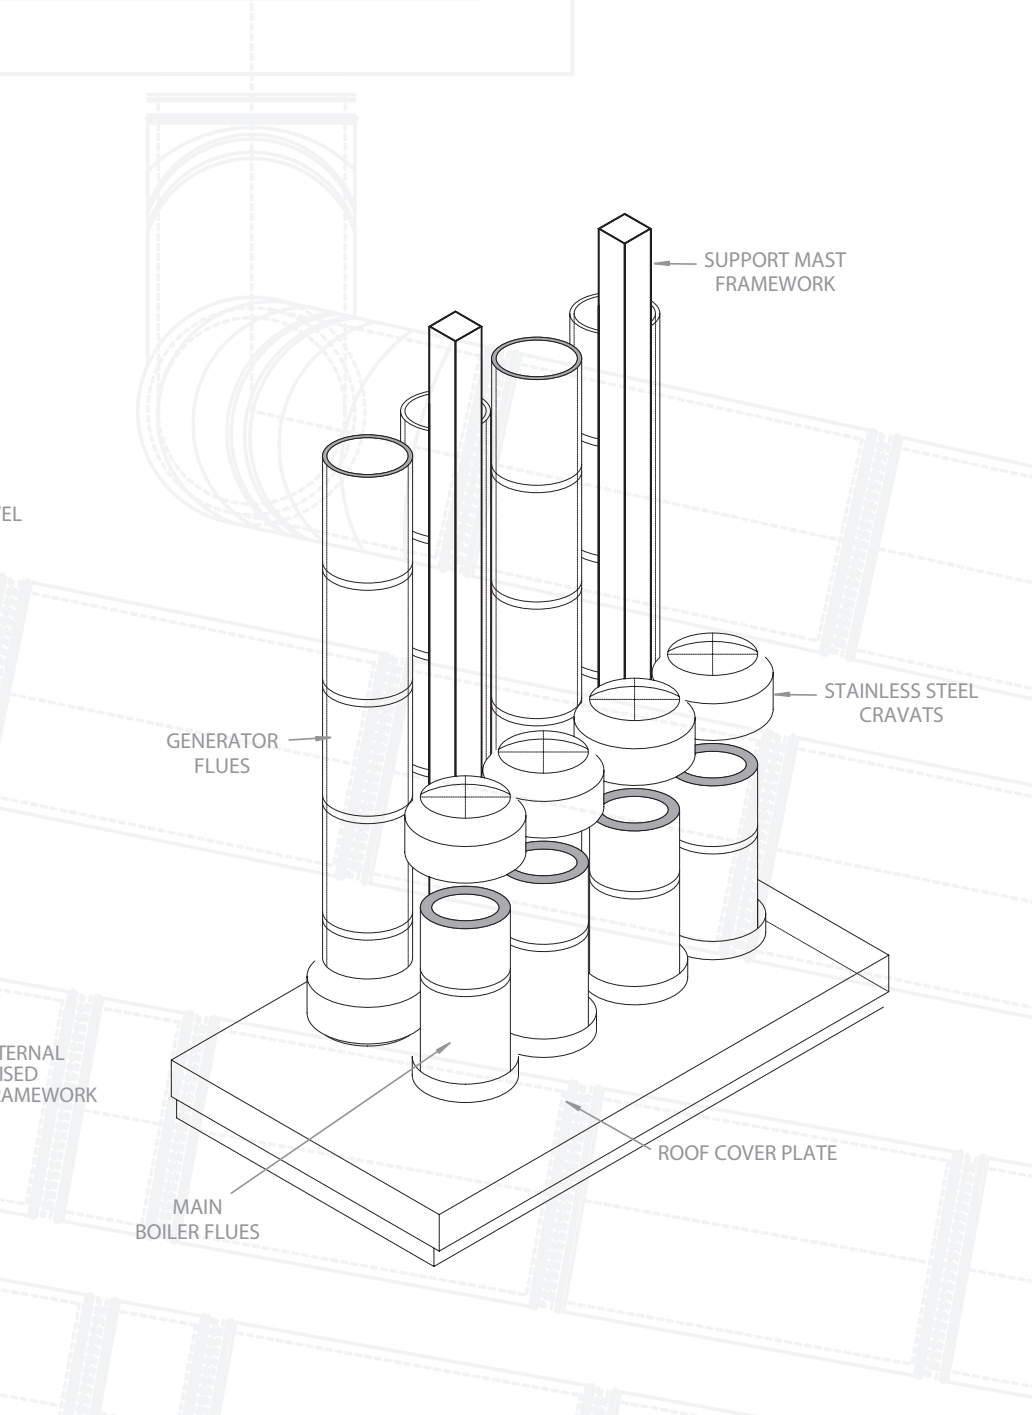 SUPPORT MAST
FRAMEWORK
STAINLESS STEEL
CRAVATS
GENERATOR
FLUES
ROOF COVER PLATE
MAIN
BOILER FLUES